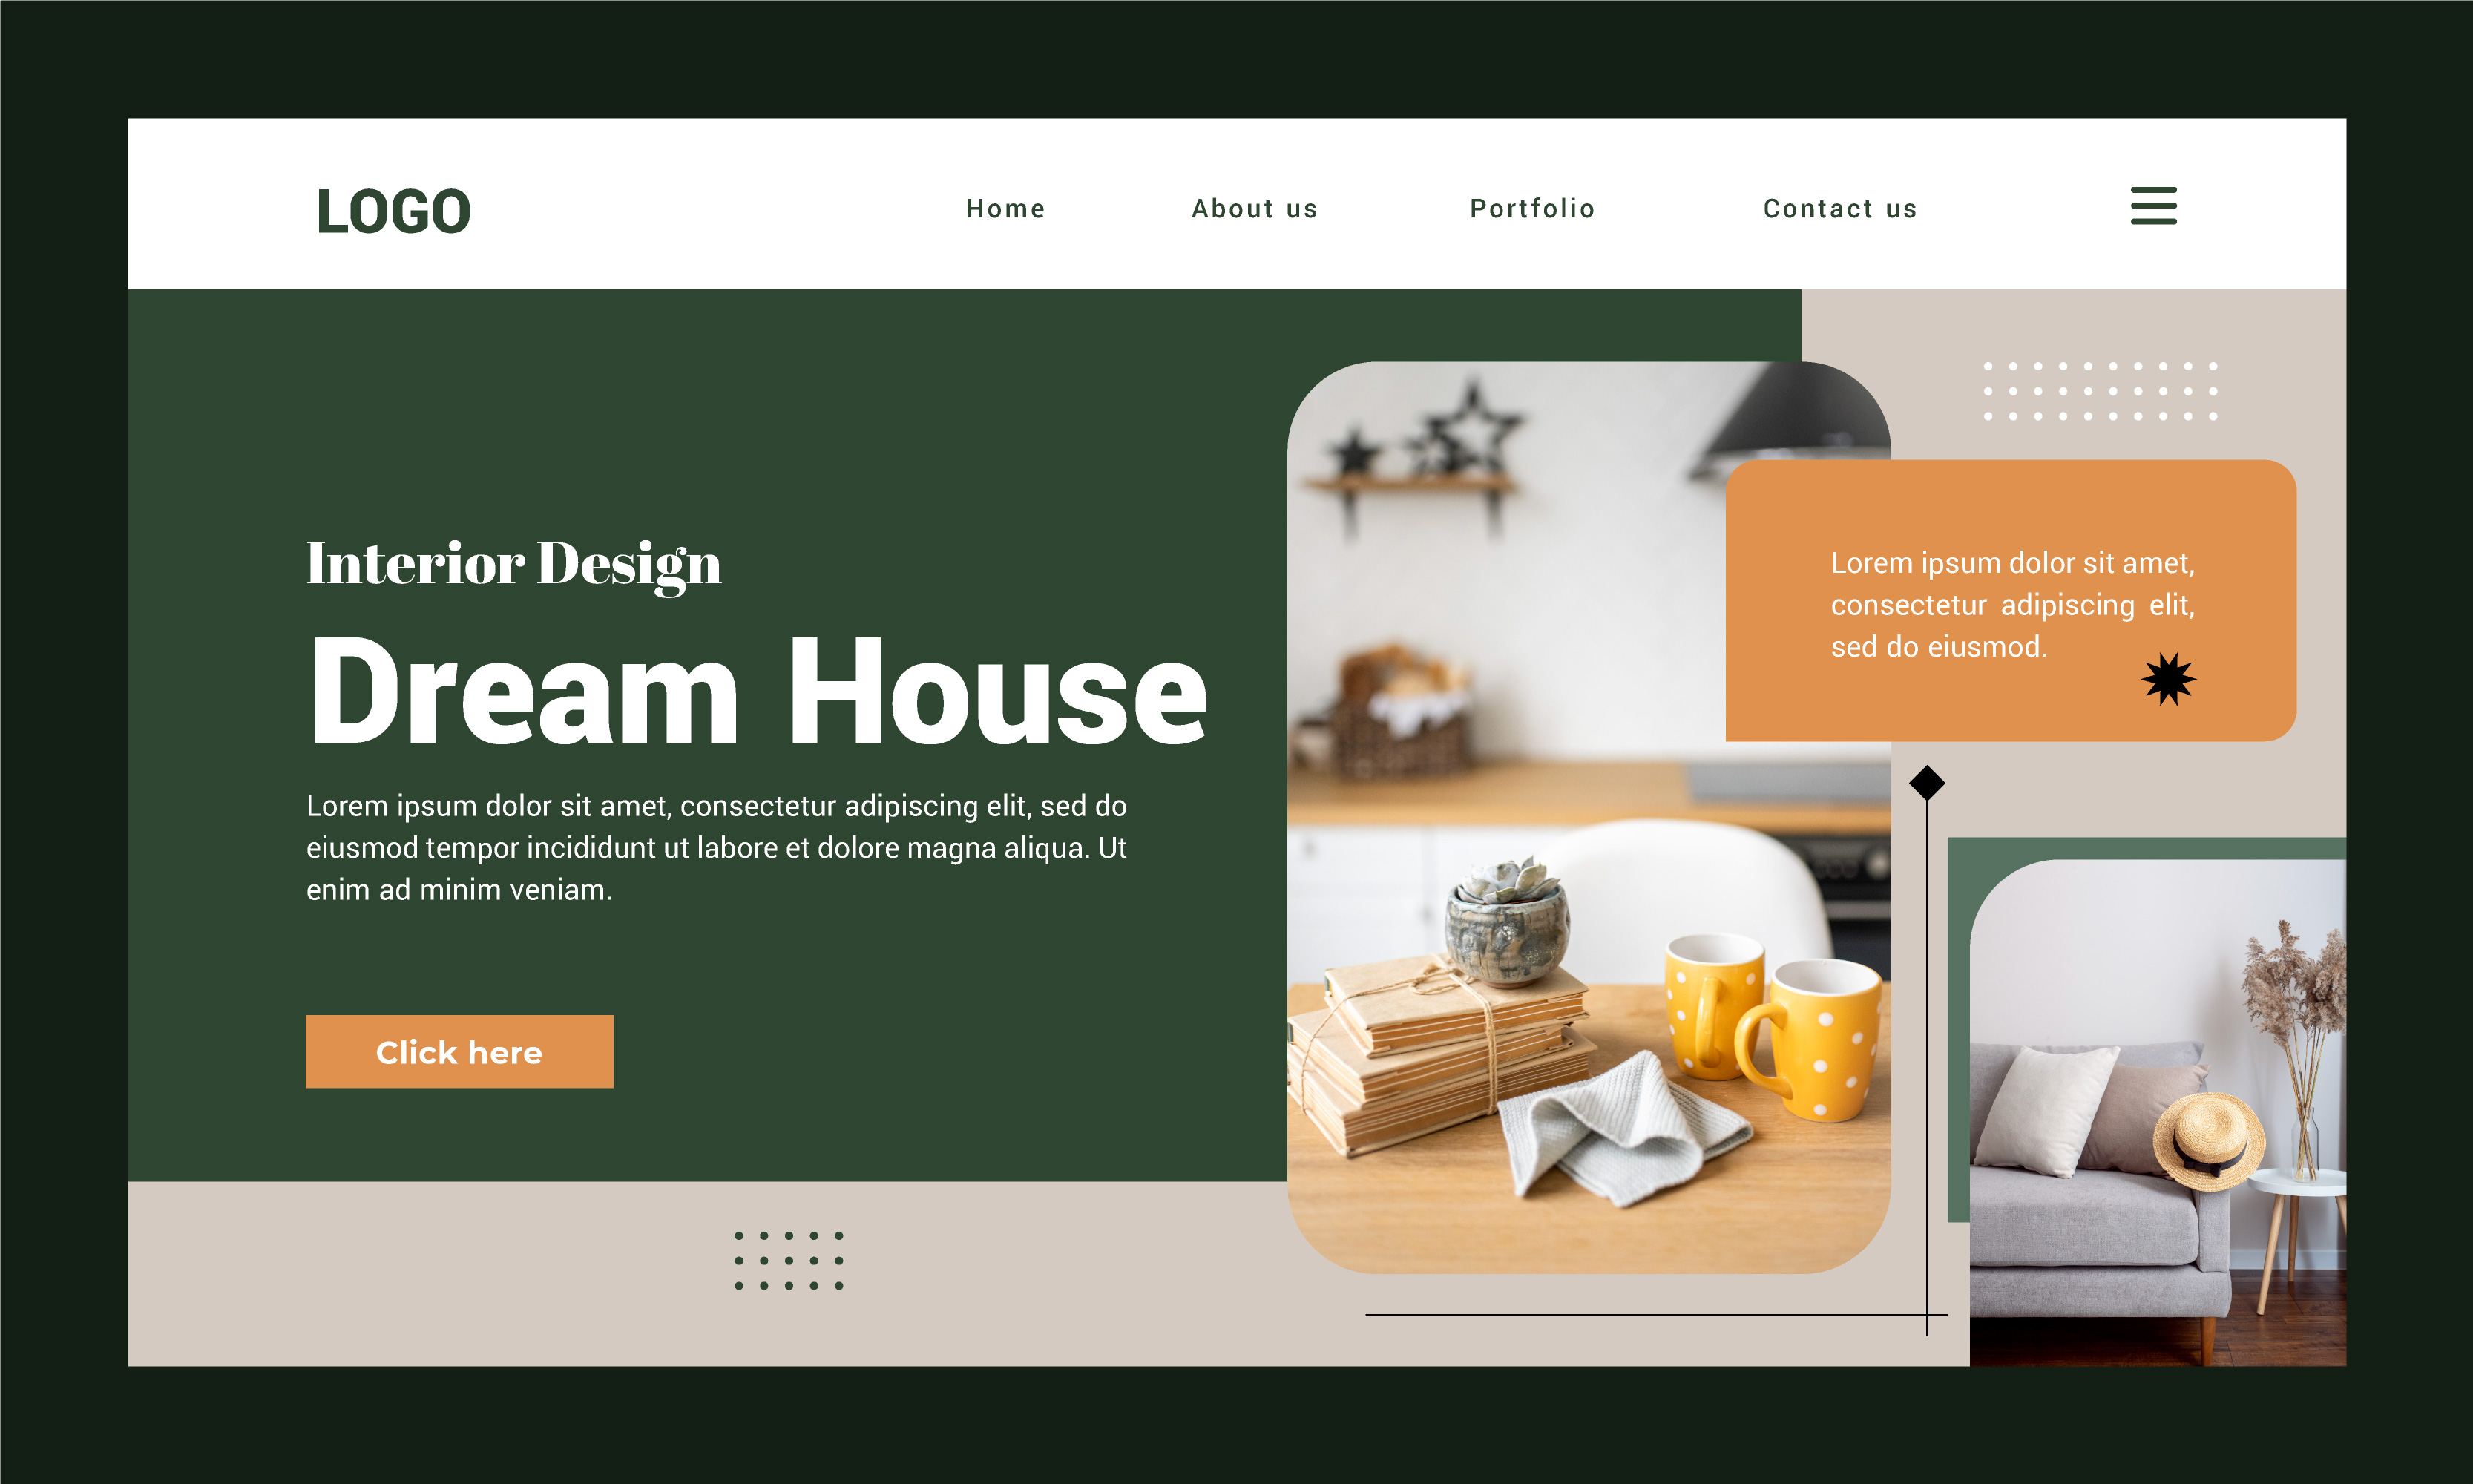 LOGO
Home
About us
Portfolio
Contact us
Interior Design
Dream House
Lorem ipsum dolor sit amet, consectetur adipiscing elit, sed do
eiusmod tempor incididunt ut labore et dolore magna aliqua. Ut
enim ad minim veniam.
Click here
Lorem ipsum dolor sit amet,
consectetur adipiscing elit,
sed do eiusmod.